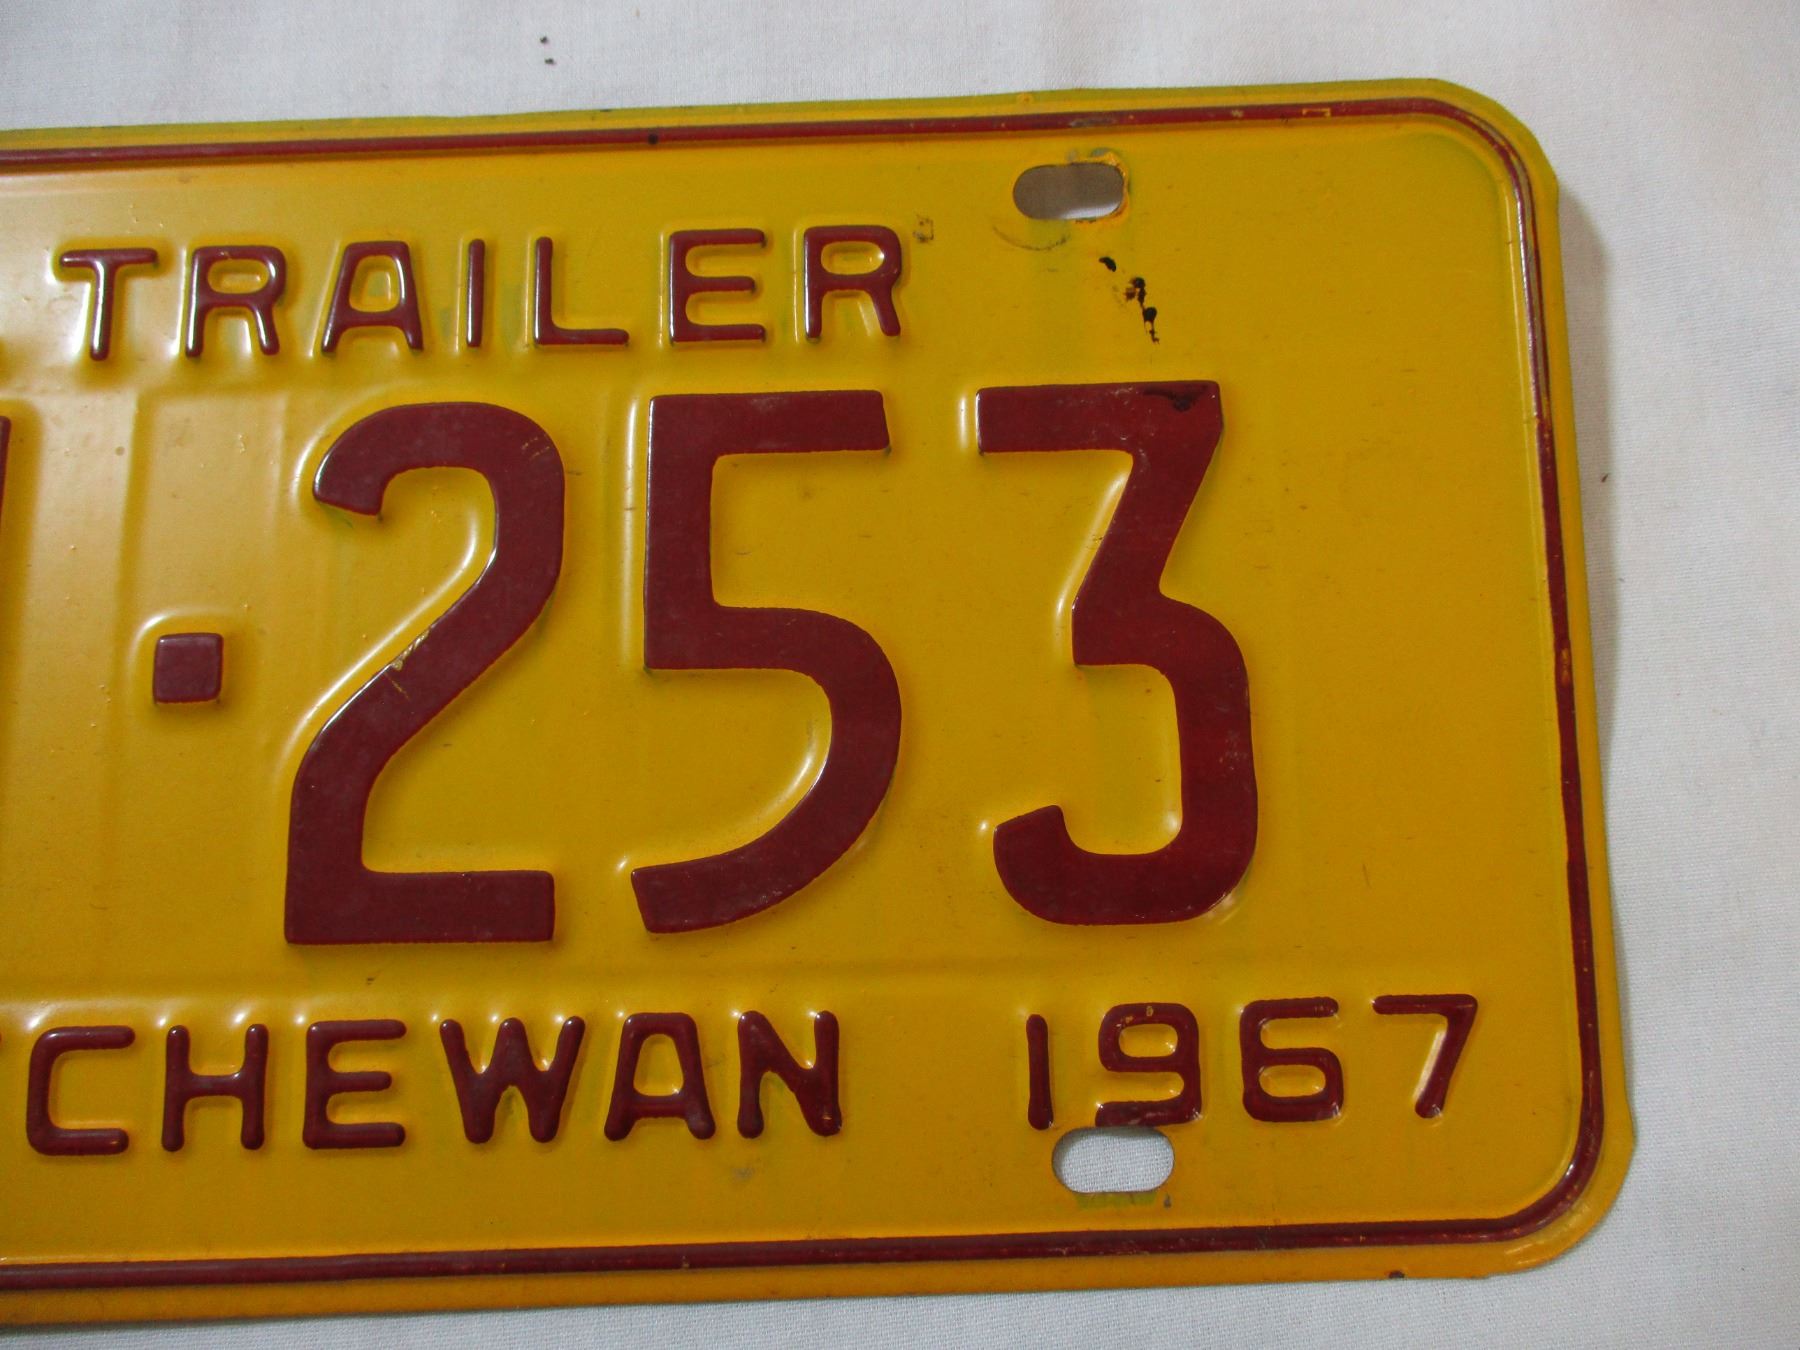 TRAILER
·253
CHEWAN 1967